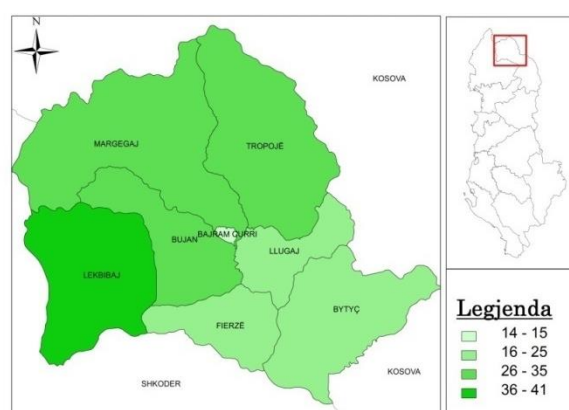 N
KOSOVA
MARGEGAJ
TROPOJË
BAJRAM CURRI
BUJAN
LLUGAJ
LEKBIBAJ
BYTYÇ
FIERZË
KOSOVA
SHKODER
Legjenda
14 - 15
16 - 25
26 - 35
36 - 41